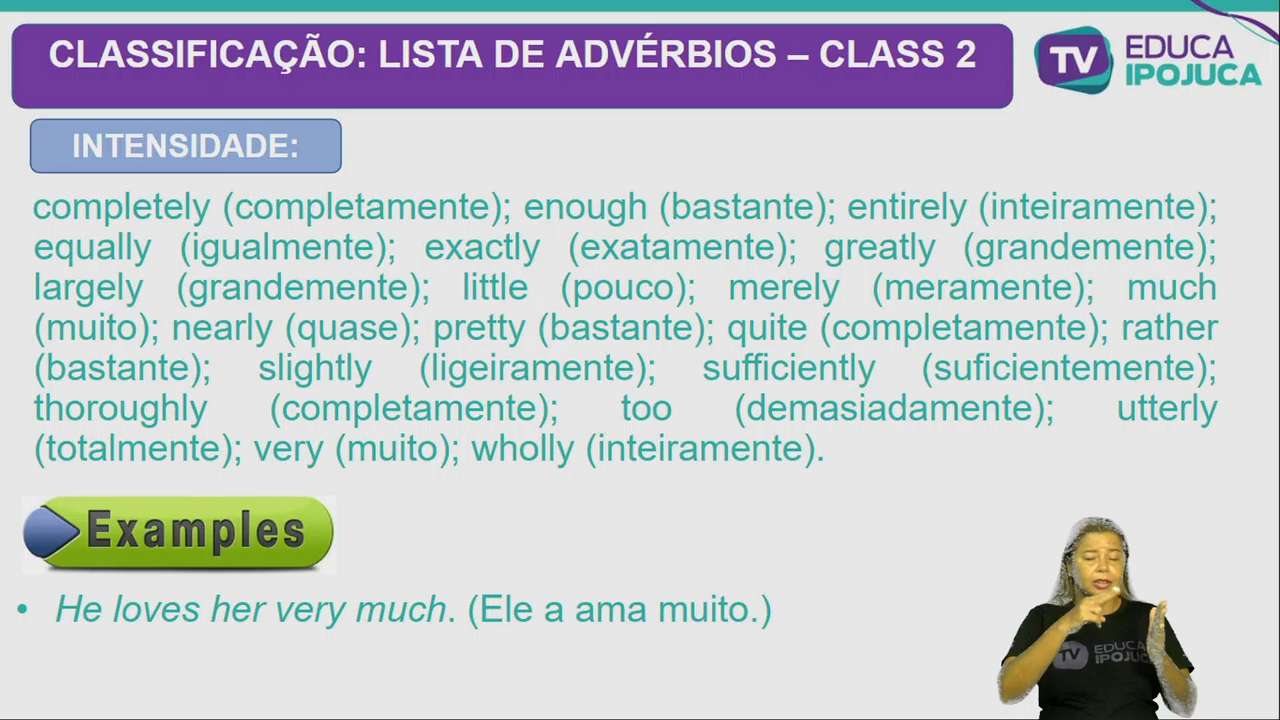 CLASSIFICAÇÃO: LISTA DE ADVÉRBIOS – CLASS 2
TV EDUCA
IPOJUCA
INTENSIDADE:
completely (completamente); enough (bastante); entirely (inteiramente);
equally (igualmente); exactly (exatamente); greatly (grandemente);
largely (grandemente); little (pouco); merely (meramente); much
(muito); nearly (quase); pretty (bastante); quite (completamente); rather
(bastante); slightly (ligeiramente); sufficiently (suficientemente);
thoroughly (completamente); too (demasiadamente); utterly
(totalmente); very (muito); wholly (inteiramente).
Examples
• He loves her very much. (Ele a ama muito.)
TV EDUCA
IPOJUC